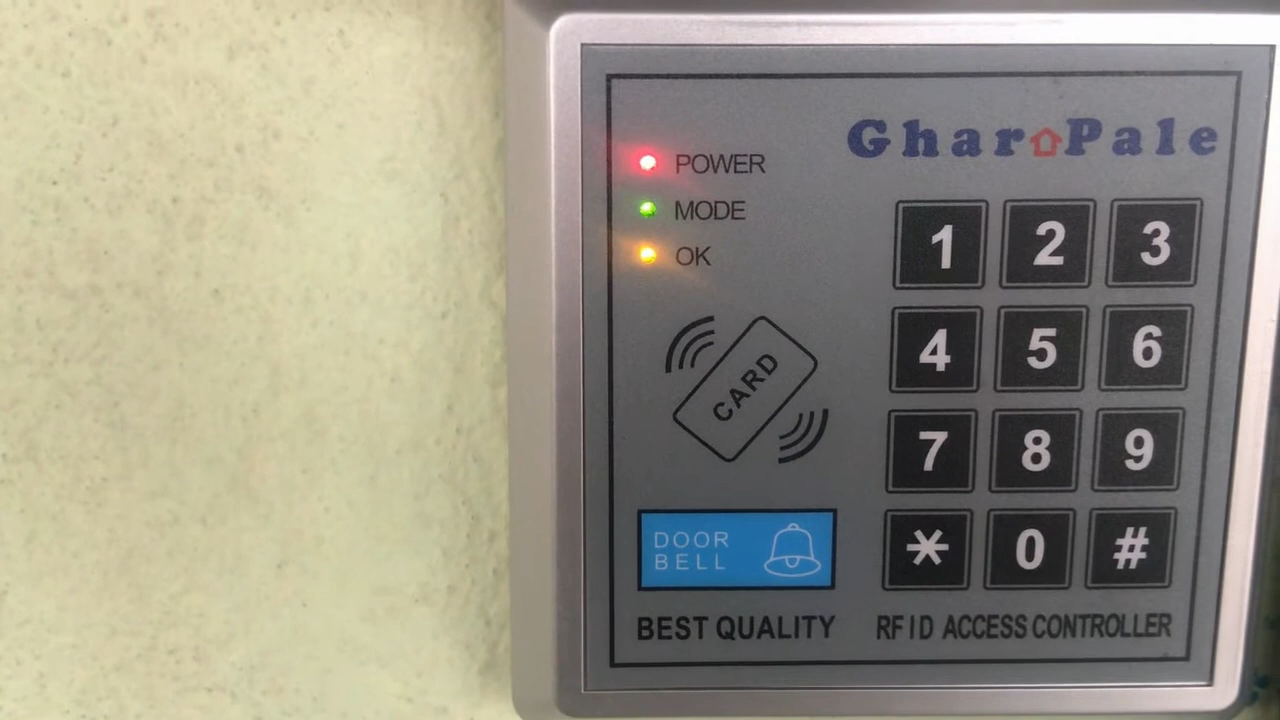 Ghar Pale
POWER
MODE
OK
1 2 3
4 5 6
7 8 9
* 0 #
CARD
DOOR
BELL
BEST QUALITY
RFID ACCESS CONTROLLER